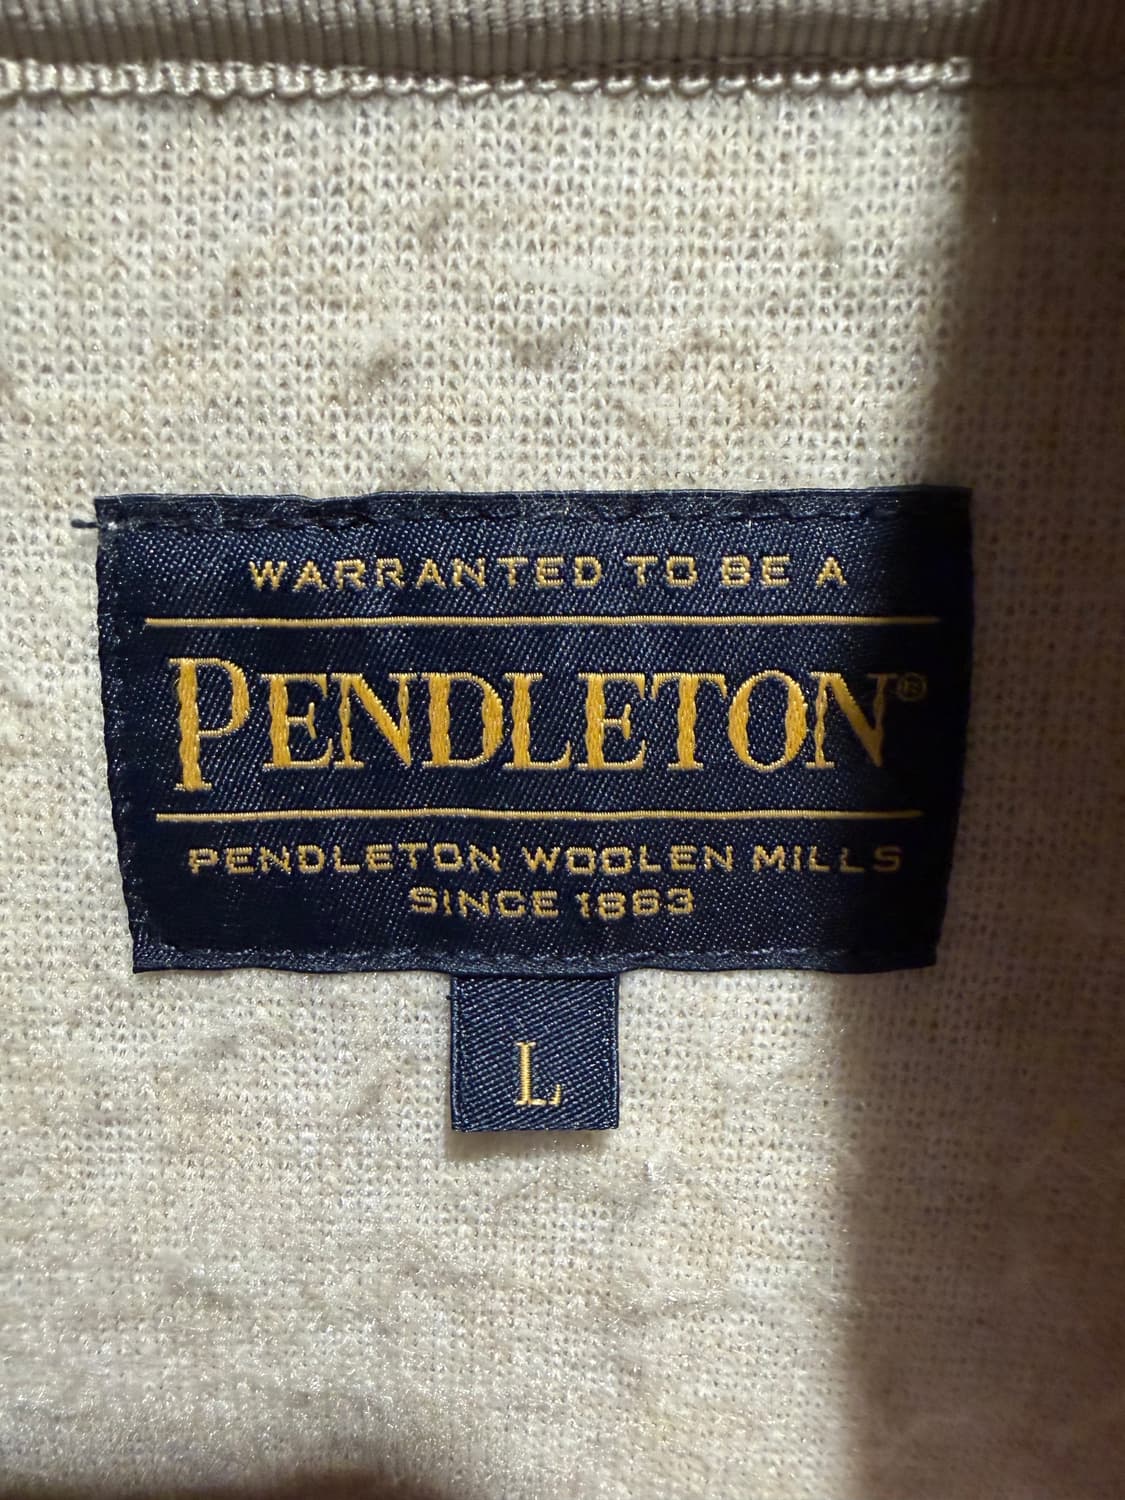 WARRANTED TO BE A
PENDLETON®
PENDLETON WOOLEN MILLS
SINCE 1863
L